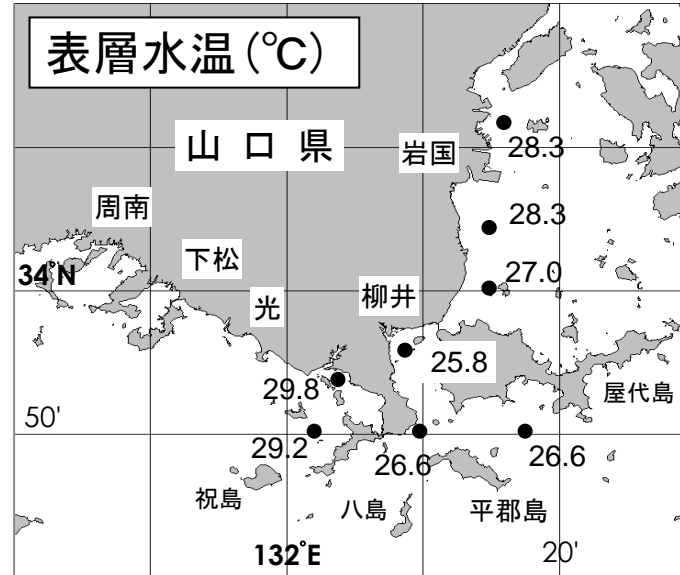 表層水温(℃)
山口県
岩国
28.3
周南
28.3
下松
34°N
27.0
光
柳井
25.8
29.8
屋代島
50'
29.2
26.6
26.6
祝島
八島
平郡島
132°E
20'